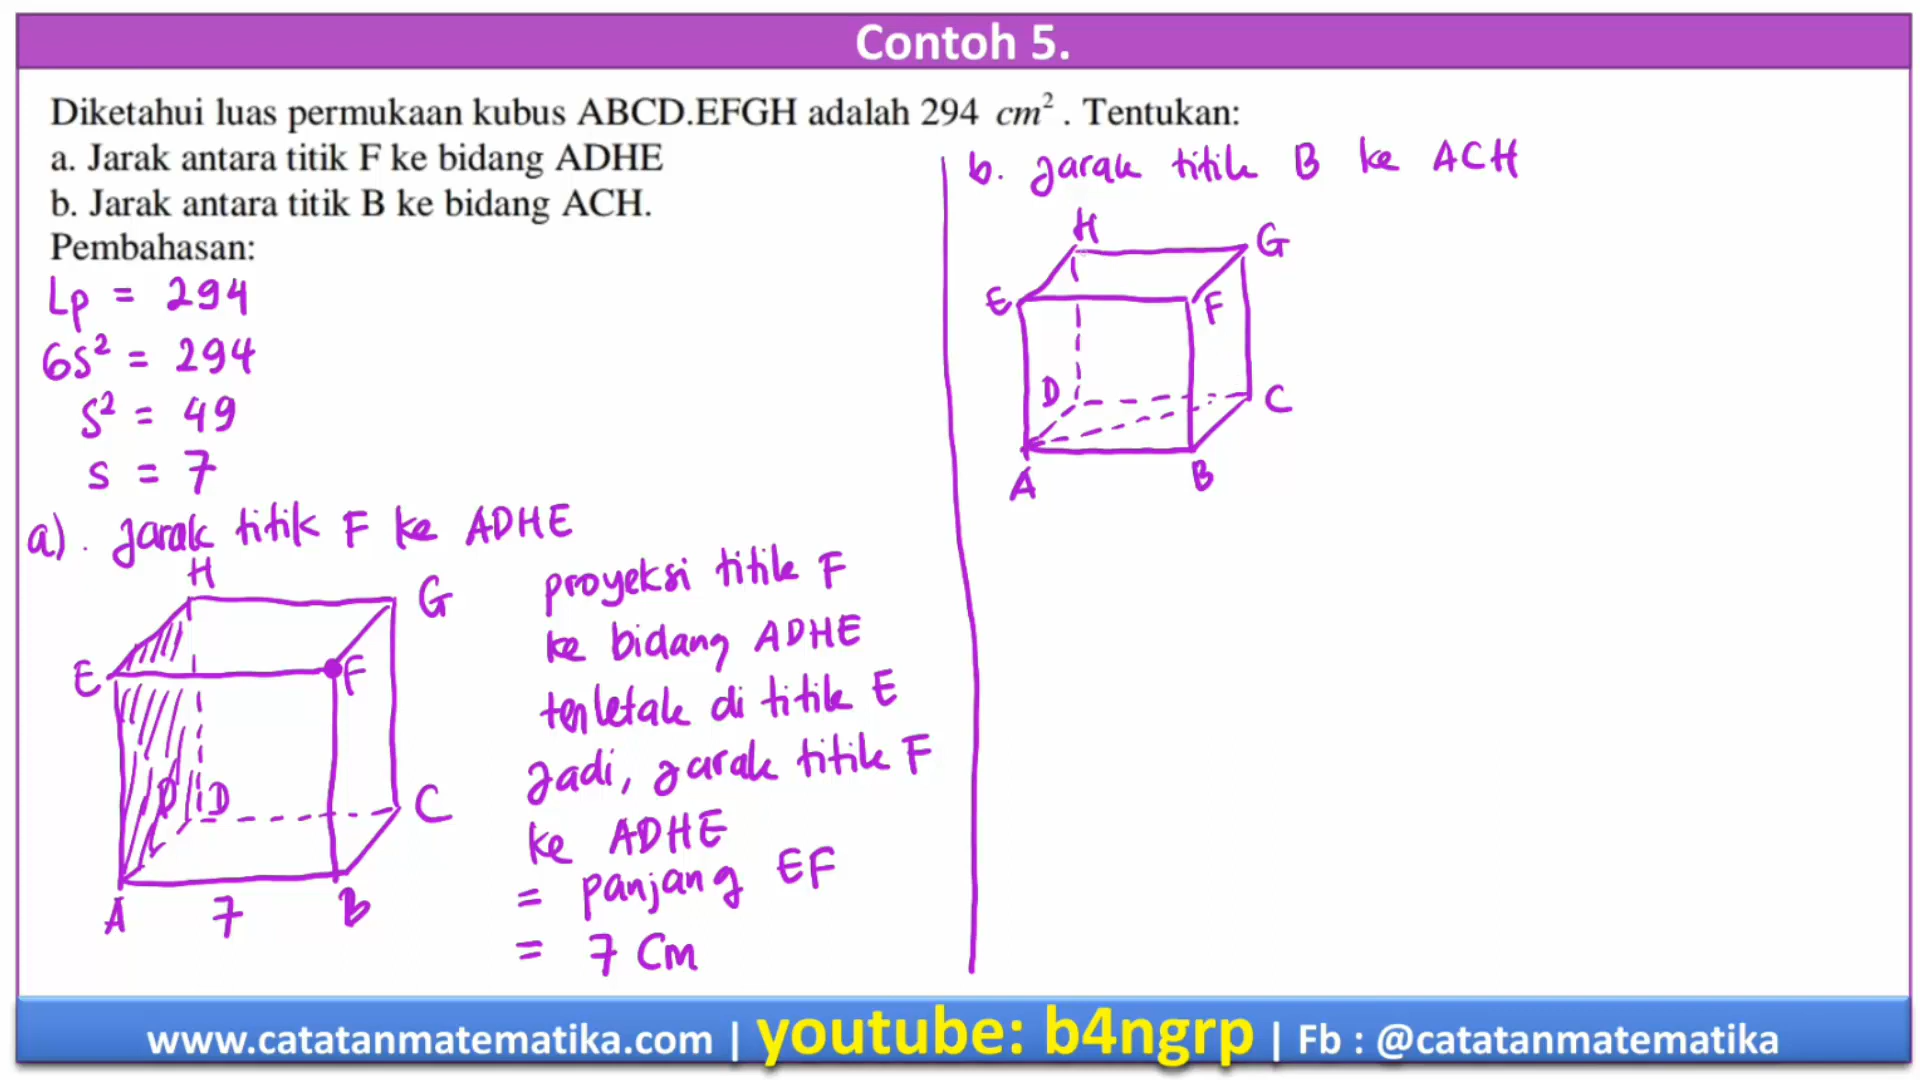 Contoh 5.
Diketahui luas permukaan kubus ABCD.EFGH adalah 294 cm². Tentukan:
a. Jarak antara titik F ke bidang ADHE
b. Jarak antara titik B ke bidang ACH.
Pembahasan:
Lp = 294
6s² = 294
s² = 49
s = 7
a). Jarak titik F ke ADHE
H
G
E
F
D
D
C
A
7
B
proyeksi titik F
ke bidang ADHE
terletak di titik E
Jadi, jarak titik F
ke ADHE
= panjang EF
= 7 Cm
b. Jarak titik B ke ACH
H
G
E
F
D
C
A
B
www.catatanmatematika.com | youtube: b4ngrp | Fb : @catatanmatematika